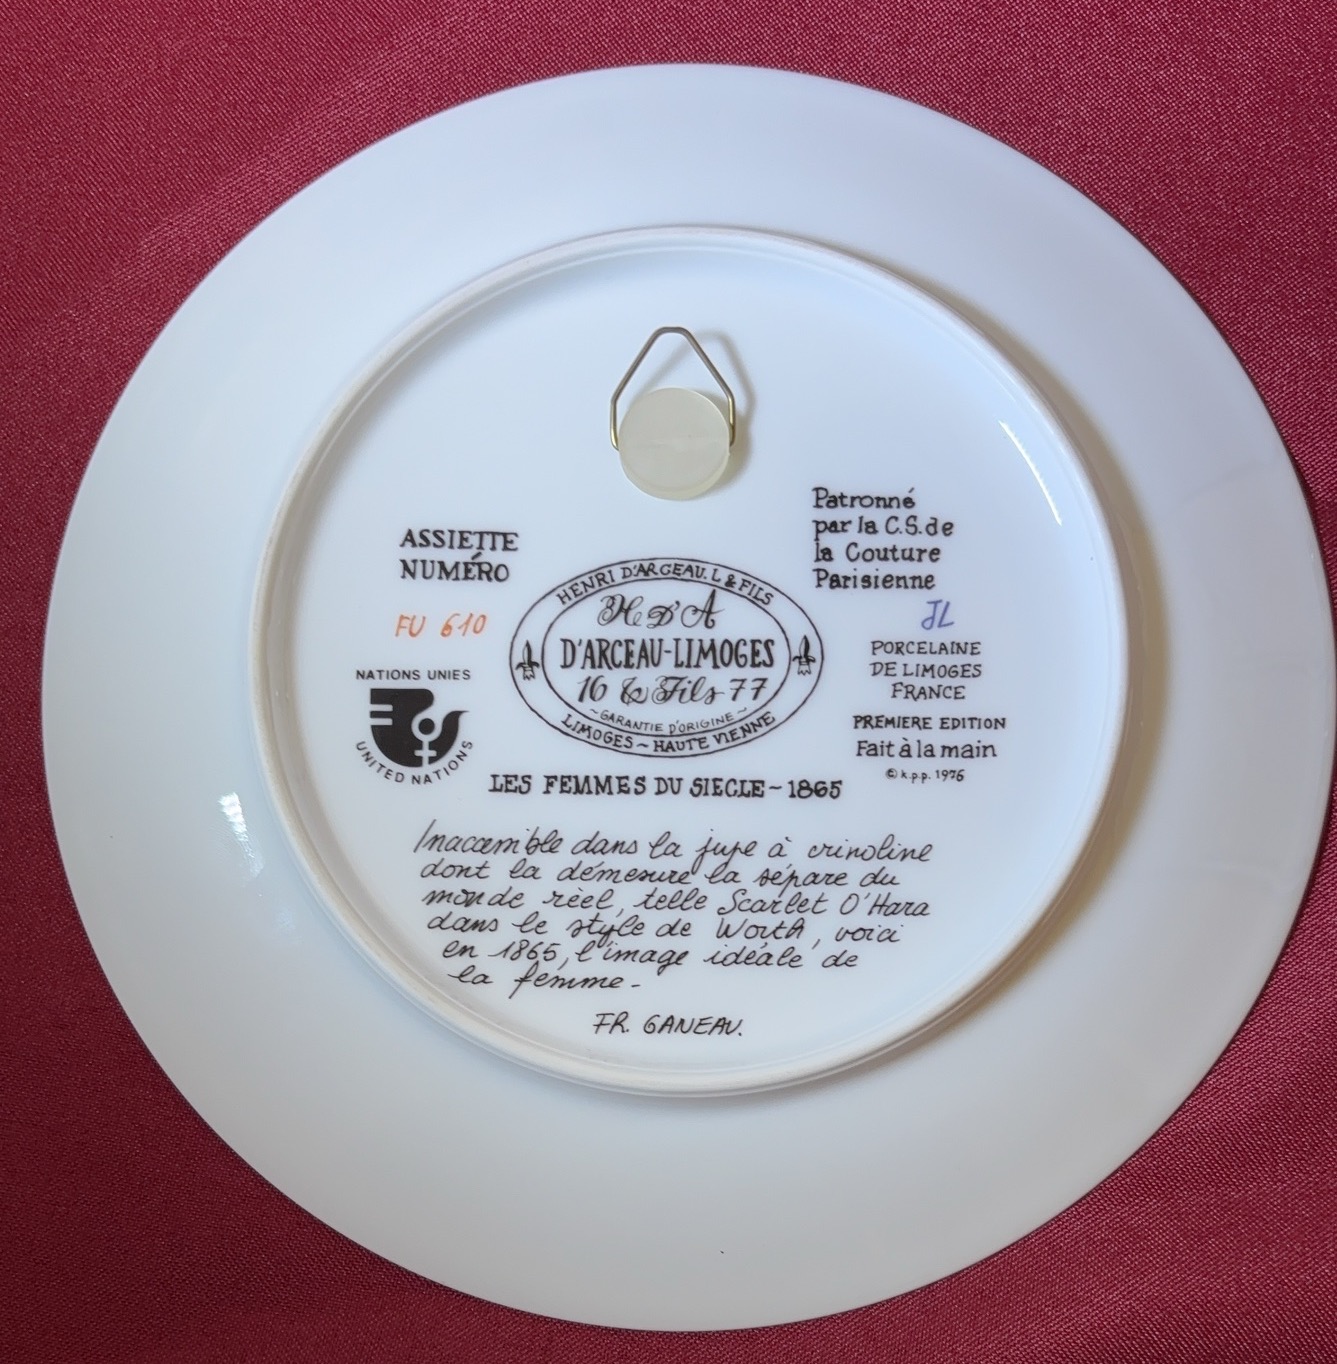 Patronné
par la C.S. de
la Couture
Parisienne
ASSIETTE
NUMÉRO
FU 610
JL
HENRI D'ARCEAU. L & FILS
H D'A
D'ARCEAU-LIMOGES
16 & Fils 77
~GARANTIE D'ORIGINE~
LIMOGES ~ HAUTE VIENNE
PORCELAINE
DE LIMOGES
FRANCE
PREMIERE EDITION
Fait à la main
© k.p.p. 1976
NATIONS UNIES
UNITED NATIONS
LES FEMMES DU SIECLE ~ 1865
Inaccessible dans la jupe à crinoline
dont la démesure la sépare du
monde rèel, telle Scarlet O'Hara
dans le style de Worth, voici
en 1865, l'image idéale de
la femme -
FR. GANEAU.